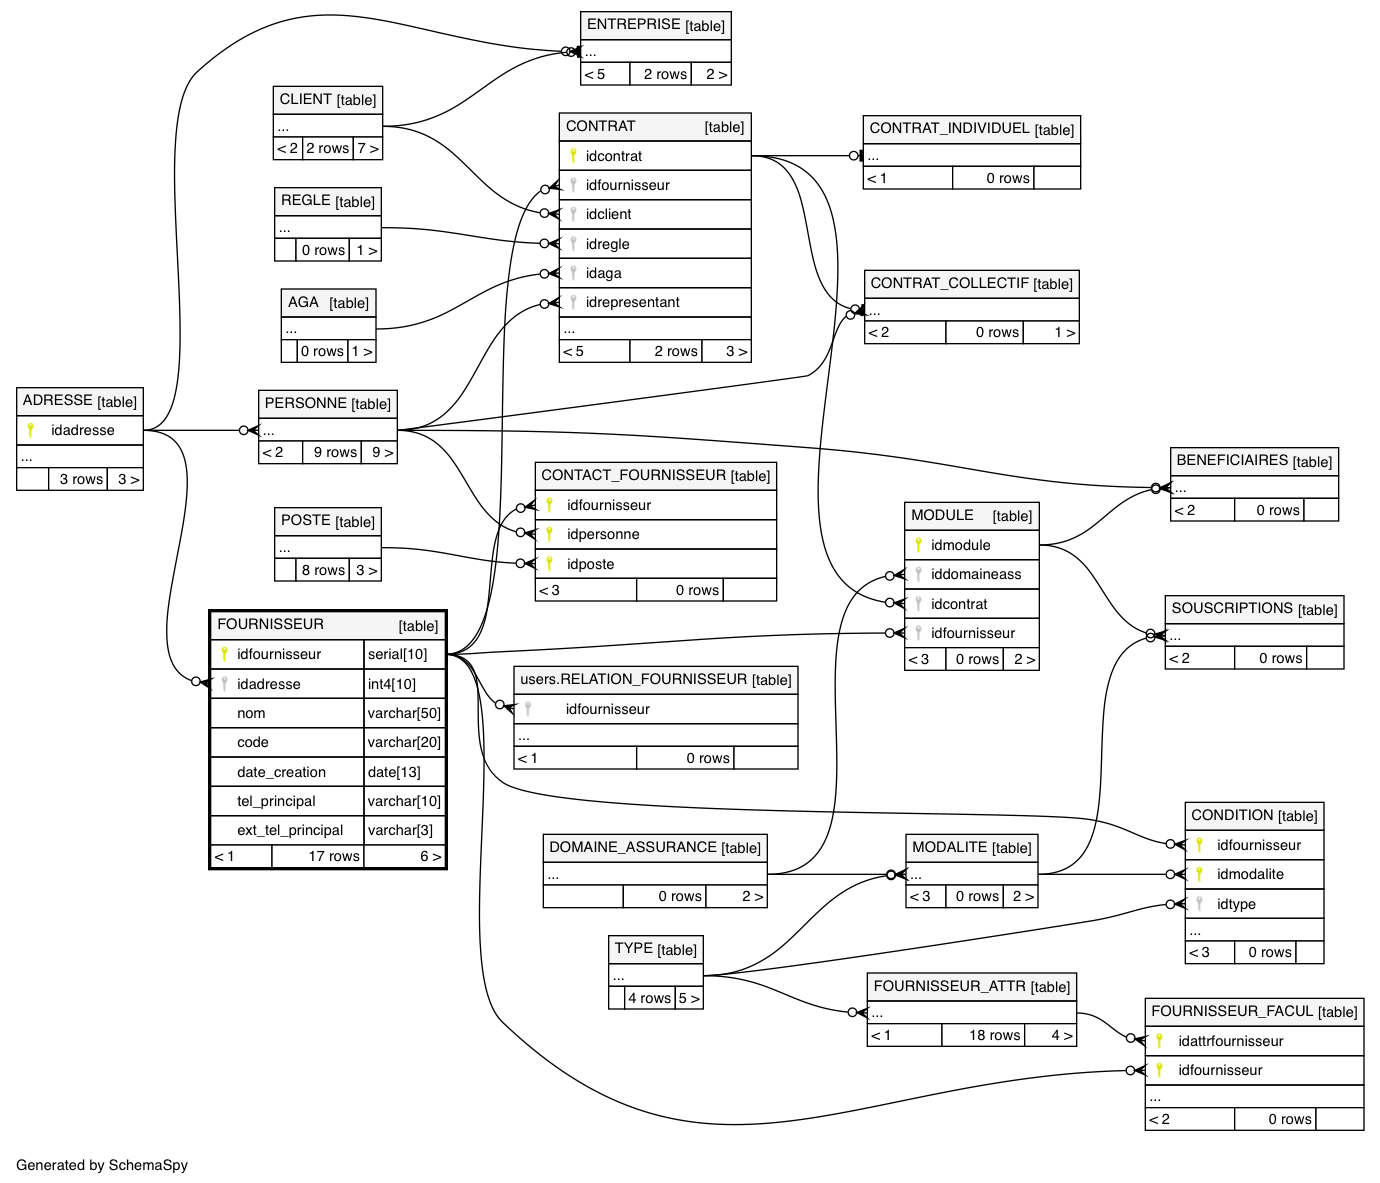 ENTREPRISE [table]
...
< 5 2 rows 2 >
CLIENT [table]
...
< 2 2 rows 7 >
CONTRAT [table]
idcontrat
idfournisseur
idclient
idregle
idaga
idrepresentant
...
< 5 2 rows 3 >
CONTRAT_INDIVIDUEL [table]
...
< 1 0 rows
REGLE [table]
...
0 rows 1 >
AGA [table]
...
0 rows 1 >
CONTRAT_COLLECTIF [table]
...
< 2 0 rows 1 >
ADRESSE [table]
idadresse
...
3 rows 3 >
PERSONNE [table]
...
< 2 9 rows 9 >
CONTACT_FOURNISSEUR [table]
idfournisseur
idpersonne
idposte
< 3 0 rows
BENEFICIAIRES [table]
...
< 2 0 rows
POSTE [table]
...
8 rows 3 >
MODULE [table]
idmodule
iddomaineass
idcontrat
idfournisseur
< 3 0 rows 2 >
SOUSCRIPTIONS [table]
...
< 2 0 rows
FOURNISSEUR [table]
idfournisseur serial[10]
idadresse int4[10]
nom varchar[50]
code varchar[20]
date_creation date[13]
tel_principal varchar[10]
ext_tel_principal varchar[3]
< 1 17 rows 6 >
users.RELATION_FOURNISSEUR [table]
idfournisseur
...
< 1 0 rows
DOMAINE_ASSURANCE [table]
...
0 rows 2 >
MODALITE [table]
...
< 3 0 rows 2 >
CONDITION [table]
idfournisseur
idmodalite
idtype
...
< 3 0 rows
TYPE [table]
...
4 rows 5 >
FOURNISSEUR_ATTR [table]
...
< 1 18 rows 4 >
FOURNISSEUR_FACUL [table]
idattrfournisseur
idfournisseur
...
< 2 0 rows
Generated by SchemaSpy